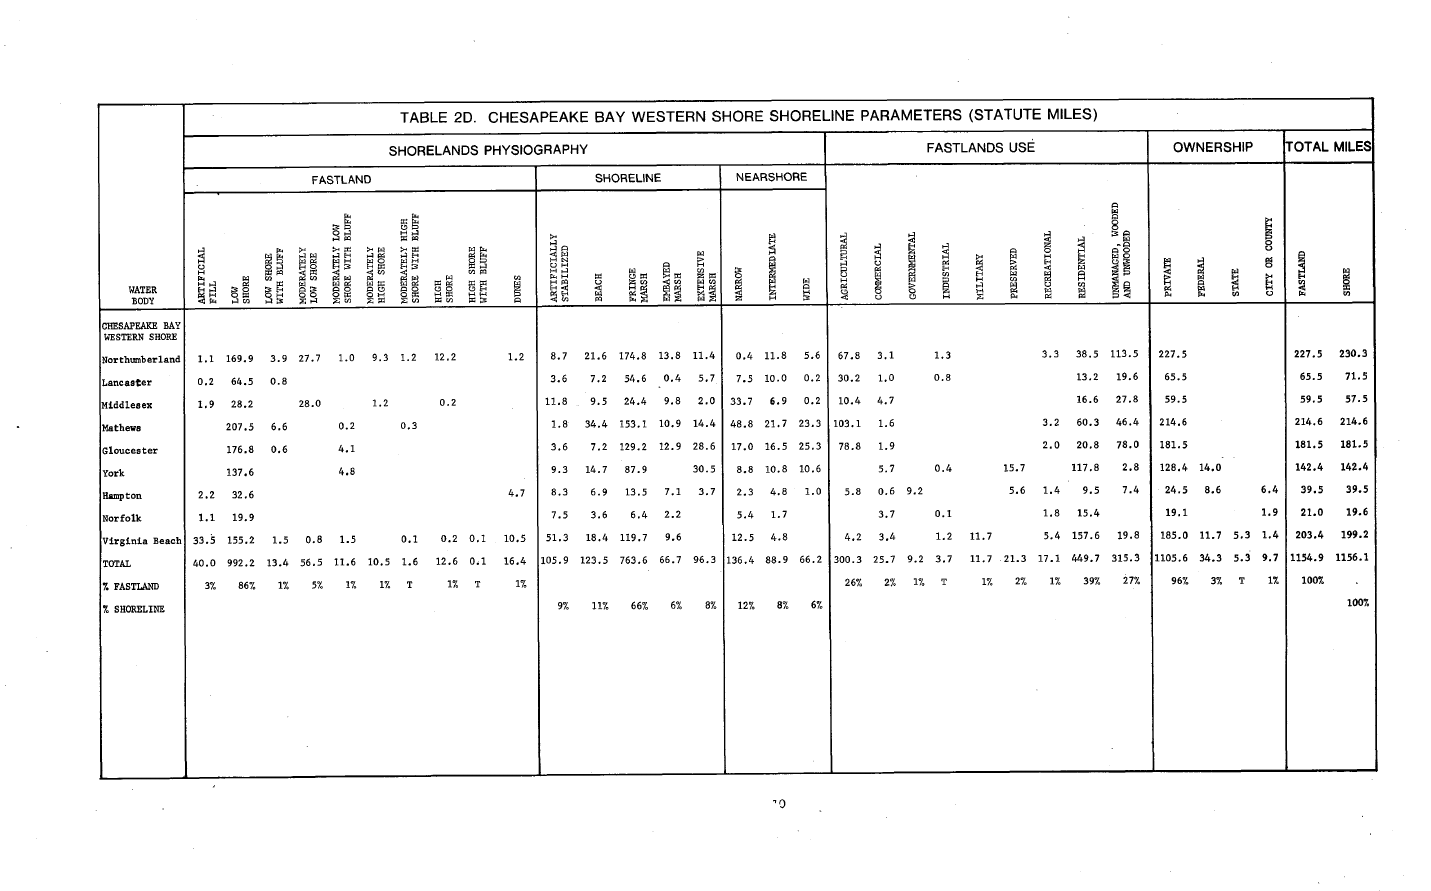 TABLE 2D. CHESAPEAKE BAY WESTERN SHORE SHORELINE PARAMETERS (STATUTE MILES)
SHORELANDS PHYSIOGRAPHY FASTLANDS USE OWNERSHIP TOTAL MILES
FASTLAND SHORELINE NEARSHORE
WATER BODY
ARTIFICIAL FILL
LOW SHORE
LOW SHORE WITH BLUFF
MODERATELY LOW SHORE
MODERATELY LOW SHORE WITH BLUFF
MODERATELY HIGH SHORE
MODERATELY HIGH SHORE WITH BLUFF
HIGH SHORE
HIGH SHORE WITH BLUFF
DUNES
ARTIFICIALLY STABILIZED
BEACH
FRINGE MARSH
EMBAYED MARSH
EXTENSIVE MARSH
NARROW
INTERMEDIATE
WIDE
AGRICULTURAL
COMMERCIAL
GOVERNMENTAL
INDUSTRIAL
MILITARY
PRESERVED
RECREATIONAL
RESIDENTIAL
UNMANAGED, WOODED AND UNWOODED
PRIVATE
FEDERAL
STATE
CITY OR COUNTY
FASTLAND
SHORE
CHESAPEAKE BAY
WESTERN SHORE
Northumberland 1.1 169.9 3.9 27.7 1.0 9.3 1.2 12.2 1.2 8.7 21.6 174.8 13.8 11.4 0.4 11.8 5.6 67.8 3.1 1.3 3.3 38.5 113.5 227.5 227.5 230.3
Lancaster 0.2 64.5 0.8 3.6 7.2 54.6 0.4 5.7 7.5 10.0 0.2 30.2 1.0 0.8 13.2 19.6 65.5 65.5 71.5
Middlesex 1.9 28.2 28.0 1.2 0.2 11.8 9.5 24.4 9.8 2.0 33.7 6.9 0.2 10.4 4.7 16.6 27.8 59.5 59.5 57.5
Mathews 207.5 6.6 0.2 0.3 1.8 34.4 153.1 10.9 14.4 48.8 21.7 23.3 103.1 1.6 3.2 60.3 46.4 214.6 214.6 214.6
Gloucester 176.8 0.6 4.1 3.6 7.2 129.2 12.9 28.6 17.0 16.5 25.3 78.8 1.9 2.0 20.8 78.0 181.5 181.5 181.5
York 137.6 4.8 9.3 14.7 87.9 30.5 8.8 10.8 10.6 5.7 0.4 15.7 117.8 2.8 128.4 14.0 142.4 142.4
Hampton 2.2 32.6 4.7 8.3 6.9 13.5 7.1 3.7 2.3 4.8 1.0 5.8 0.6 9.2 5.6 1.4 9.5 7.4 24.5 8.6 6.4 39.5 39.5
Norfolk 1.1 19.9 7.5 3.6 6.4 2.2 5.4 1.7 3.7 0.1 1.8 15.4 19.1 1.9 21.0 19.6
Virginia Beach 33.5 155.2 1.5 0.8 1.5 0.1 0.2 0.1 10.5 51.3 18.4 119.7 9.6 12.5 4.8 4.2 3.4 1.2 11.7 5.4 157.6 19.8 185.0 11.7 5.3 1.4 203.4 199.2
TOTAL 40.0 992.2 13.4 56.5 11.6 10.5 1.6 12.6 0.1 16.4 105.9 123.5 763.6 66.7 96.3 136.4 88.9 66.2 300.3 25.7 9.2 3.7 11.7 21.3 17.1 449.7 315.3 1105.6 34.3 5.3 9.7 1154.9 1156.1
% FASTLAND 3% 86% 1% 5% 1% 1% T 1% T 1% 26% 2% 1% T 1% 2% 1% 39% 27% 96% 3% T 1% 100%
% SHORELINE 9% 11% 66% 6% 8% 12% 8% 6% 100%